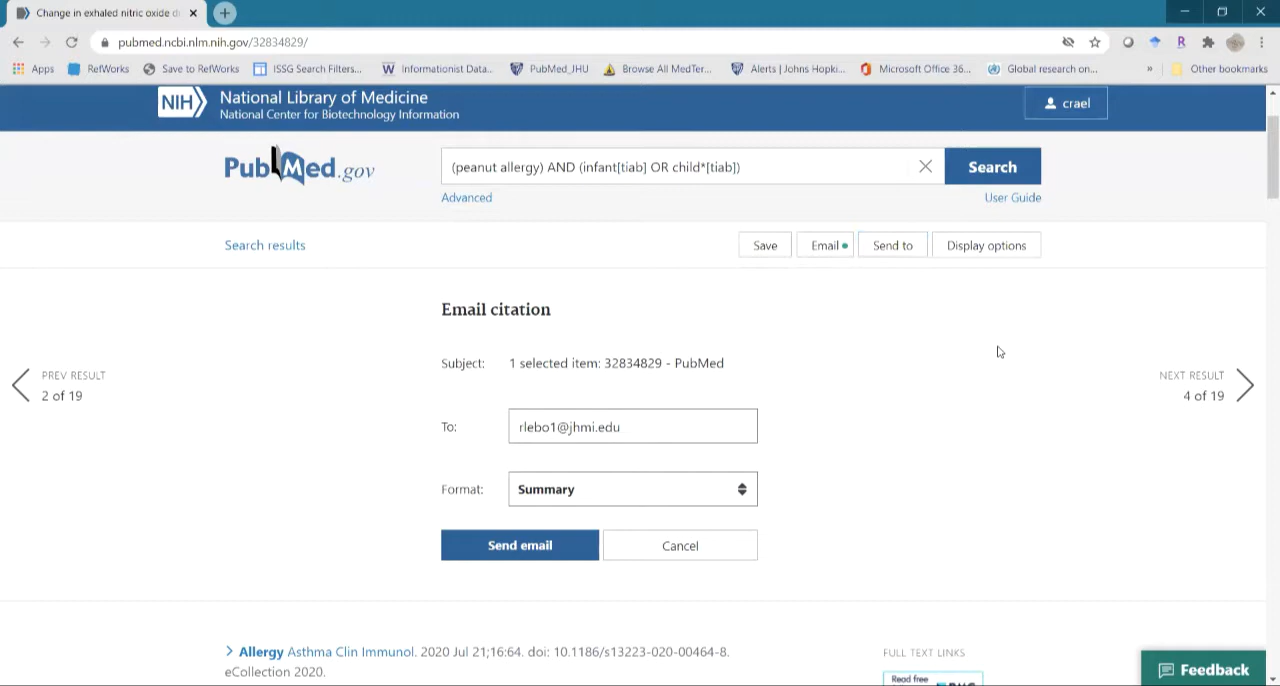 Change in exhaled nitric oxide d
pubmed.ncbi.nlm.nih.gov/32834829/
R
Apps RefWorks Save to RefWorks ISSG Search Filters... W Informationist Data... PubMed_JHU Browse All MedTer... Alerts | Johns Hopki... Microsoft Office 36... Global research on... » Other bookmarks
NIH National Library of Medicine
National Center for Biotechnology Information
crael
PubMed.gov
(peanut allergy) AND (infant[tiab] OR child*[tiab])
Search
Advanced User Guide
Search results Save Email Send to Display options
Email citation
Subject: 1 selected item: 32834829 - PubMed
PREV RESULT
2 of 19
NEXT RESULT
4 of 19
To: rlebo1@jhmi.edu
Format: Summary
Send email Cancel
Allergy Asthma Clin Immunol. 2020 Jul 21;16:64. doi: 10.1186/s13223-020-00464-8.
eCollection 2020.
FULL TEXT LINKS
Read free
Feedback